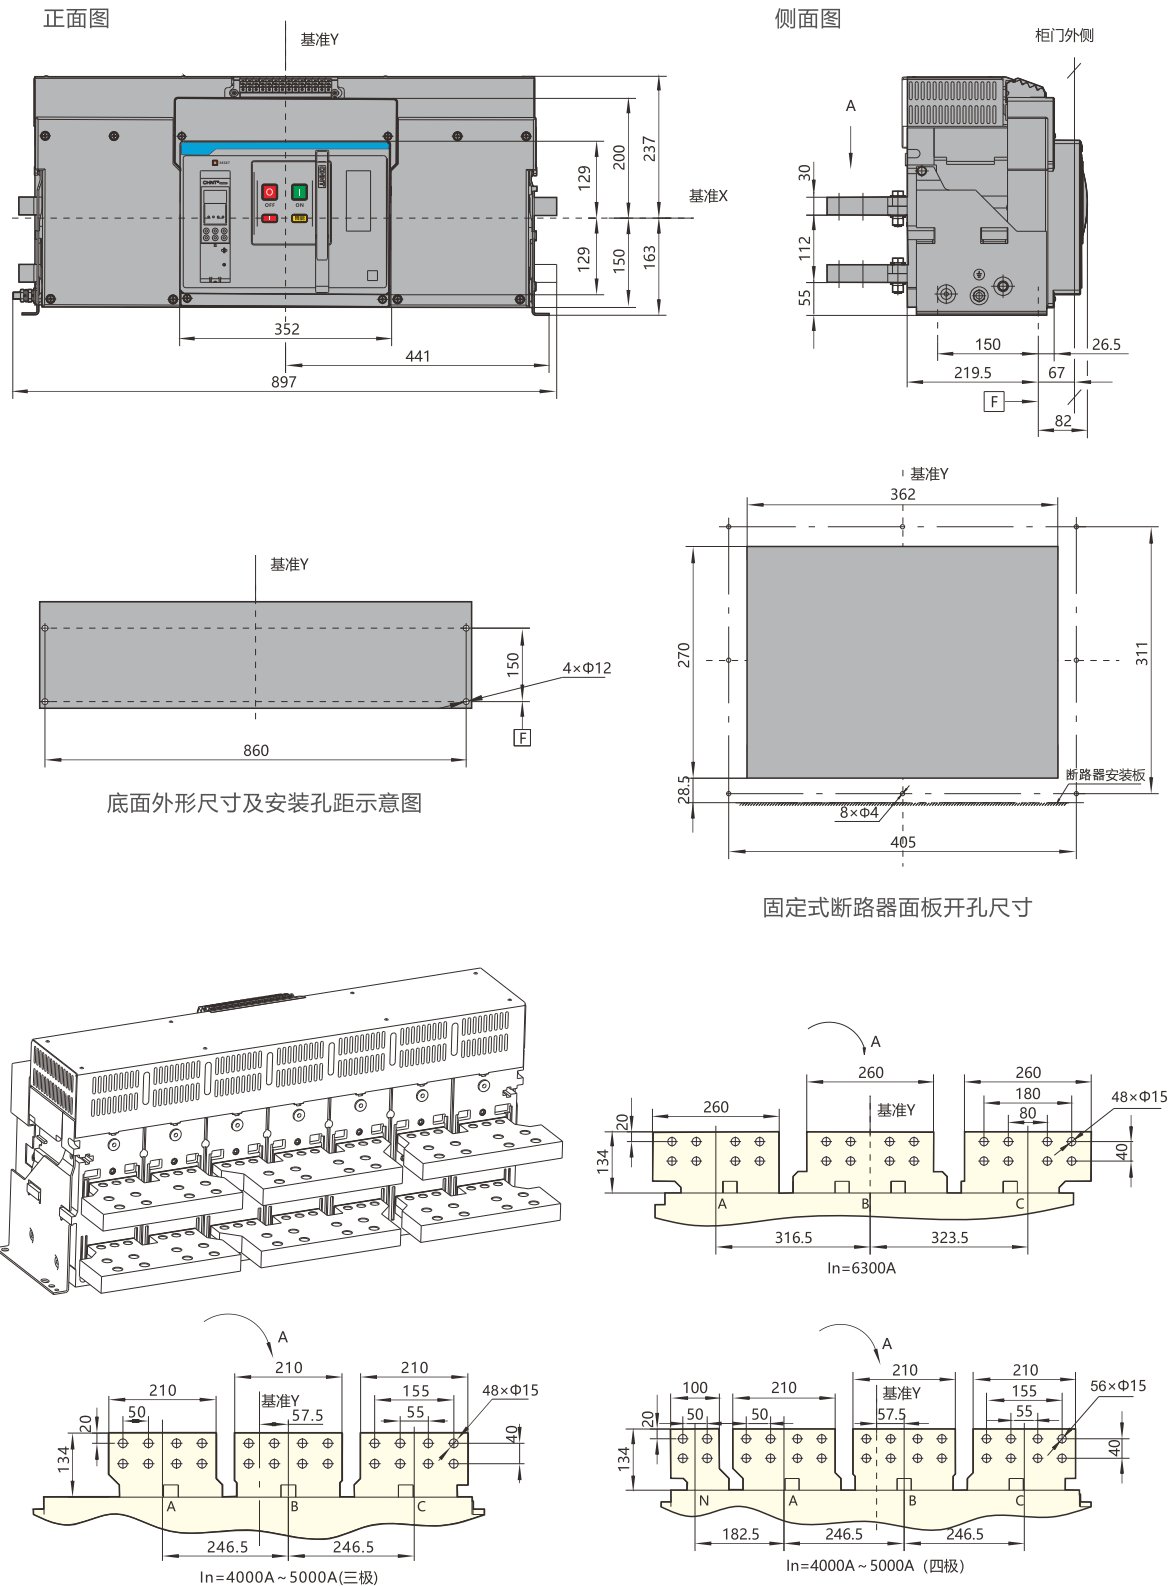 正面图
侧面图
基准Y
柜门外侧
A
237
200
129
30
基准X
RESET
CHNT
OFF
ON
129
150
163
112
55
352
441
897
150
26.5
219.5
67
F
82
基准Y
362
基准Y
150
4×Φ12
F
860
底面外形尺寸及安装孔距示意图
270
311
28.5
断路器安装板
8×Φ4
405
固定式断路器面板开孔尺寸
A
260
260
260
180
80
48×Φ15
基准Y
20
134
40
A
B
C
316.5
323.5
In=6300A
A
210
210
210
155
55
48×Φ15
基准Y
57.5
50
20
134
40
A
B
C
246.5
246.5
In=4000A~5000A(三极)
A
210
210
100
210
155
55
56×Φ15
基准Y
50
50
57.5
20
134
40
N
A
B
C
182.5
246.5
246.5
In=4000A~5000A（四极）